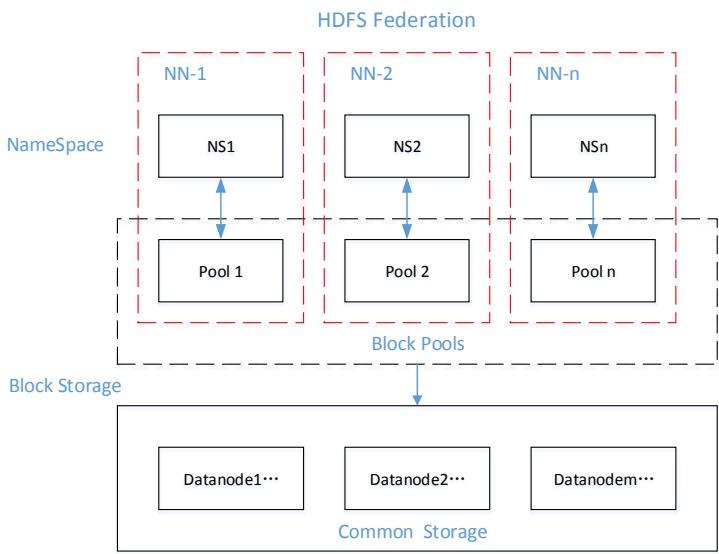 HDFS Federation
NN-1
NN-2
NN-n
NameSpace
NS1
NS2
NSn
Pool 1
Pool 2
Pool n
Block Pools
Block Storage
Datanode1···
Datanode2···
Datanodem···
Common Storage